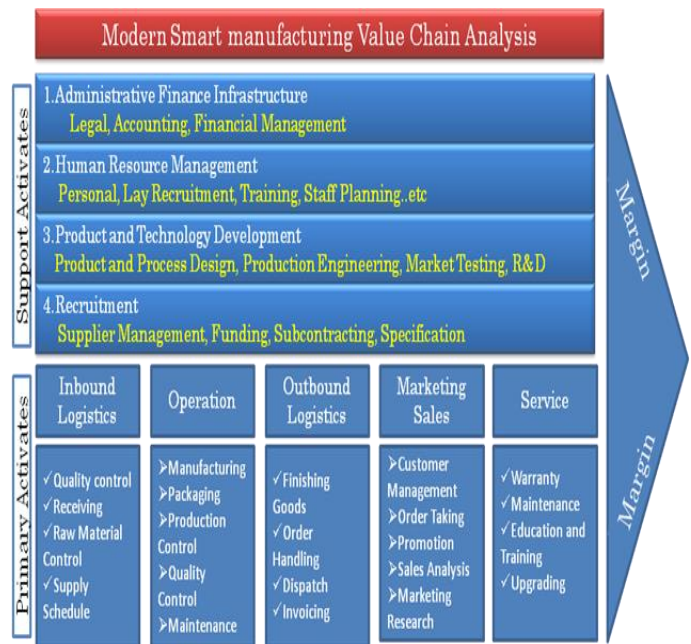 Modern Smart manufacturing Value Chain Analysis
Support Activates
1.Administrative Finance Infrastructure
Legal, Accounting, Financial Management
2.Human Resource Management
Personal, Lay Recruitment, Training, Staff Planning..etc
3.Product and Technology Development
Product and Process Design, Production Engineering, Market Testing, R&D
4.Recruitment
Supplier Management, Funding, Subcontracting, Specification
Margin
Primary Activates
Inbound
Logistics
✓Quality control
✓Receiving
✓Raw Material
Control
✓Supply
Schedule
Operation
➢Manufacturing
➢Packaging
➢Production
Control
➢Quality
Control
➢Maintenance
Outbound
Logistics
✓Finishing
Goods
✓Order
Handling
✓Dispatch
✓Invoicing
Marketing
Sales
➢Customer
Management
➢Order Taking
➢Promotion
➢Sales Analysis
➢Marketing
Research
Service
✓Warranty
✓Maintenance
✓Education and
Training
✓Upgrading
Margin